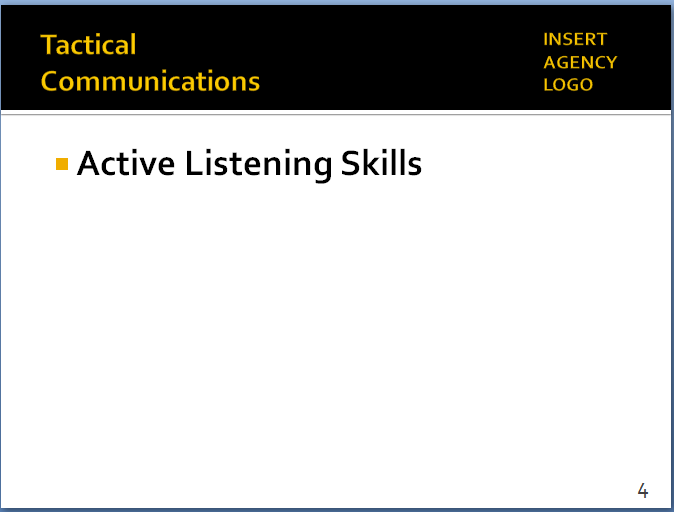 Tactical
Communications
INSERT
AGENCY
LOGO
Active Listening Skills
4